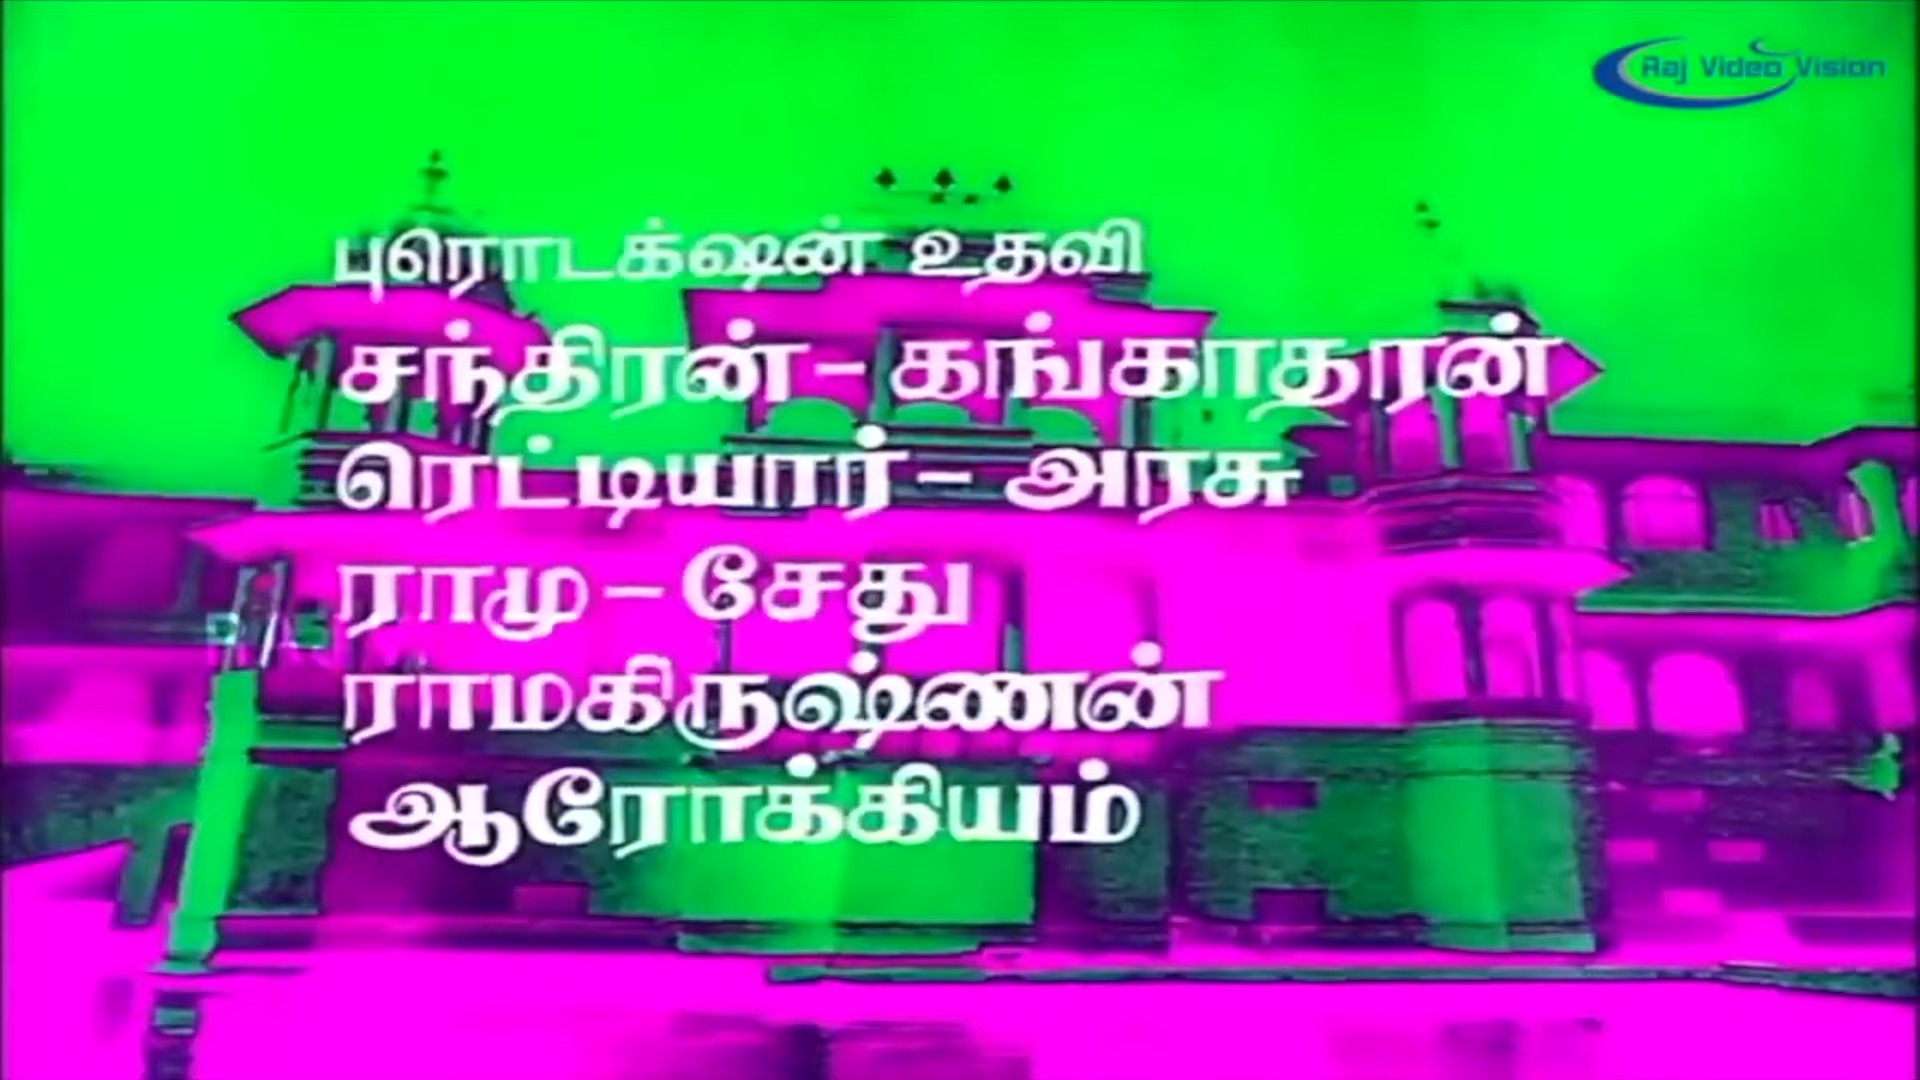 Raj Video Vision
புரொடக்‌ஷன் உதவி
சந்திரன் – கங்காதரன்
ரெட்டியார் – அரசு
ராமு – சேது
ராமகிருஷ்ணன்
ஆரோக்கியம்